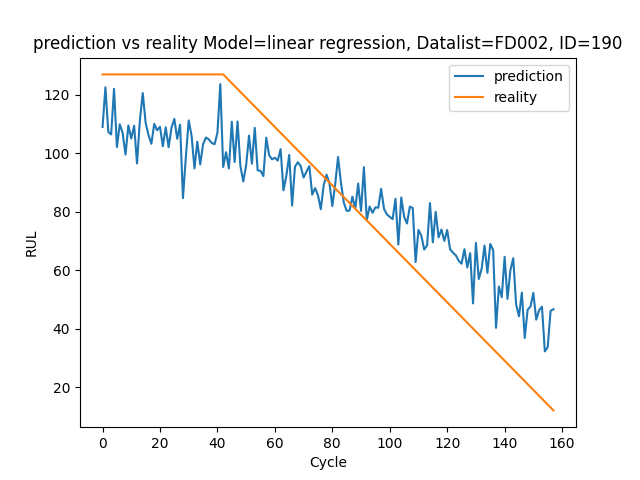 prediction vs reality Model=linear regression, Datalist=FD002, ID=190
prediction
reality
RUL
120
100
80
60
40
20
0 20 40 60 80 100 120 140 160
Cycle